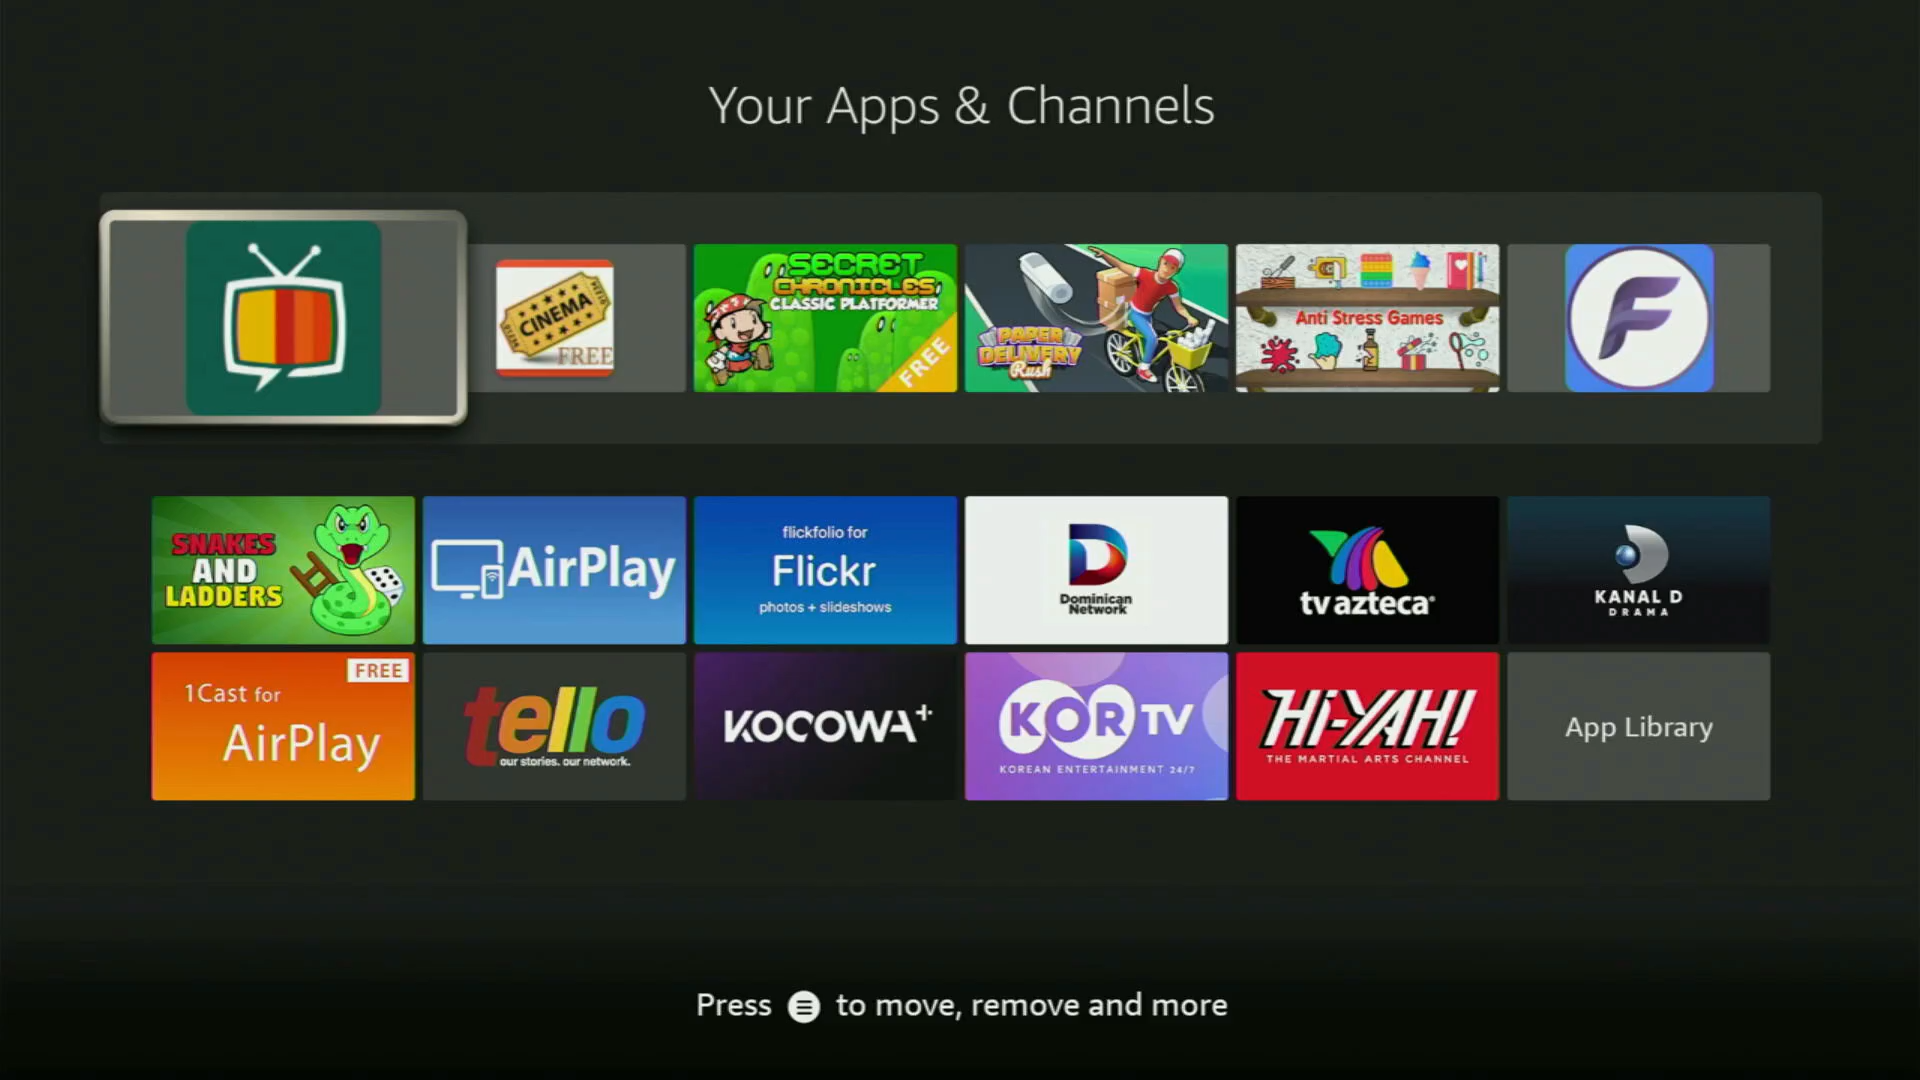 Your Apps & Channels
CINEMA
FREE
SECRET
CHRONICLES
CLASSIC PLATFORMER
FREE
PAPER
DELIVERY
Rush
Anti Stress Games
F
SNAKES
AND
LADDERS
AirPlay
flickfolio for
Flickr
photos + slideshows
Dominican
Network
tv azteca
KANAL D
DRAMA
FREE
1Cast for
AirPlay
tello
our stories. our network.
KOCOWA+
KOR TV
KOREAN ENTERTAINMENT 24/7
Hi-YAH!
THE MARTIAL ARTS CHANNEL
App Library
Press to move, remove and more